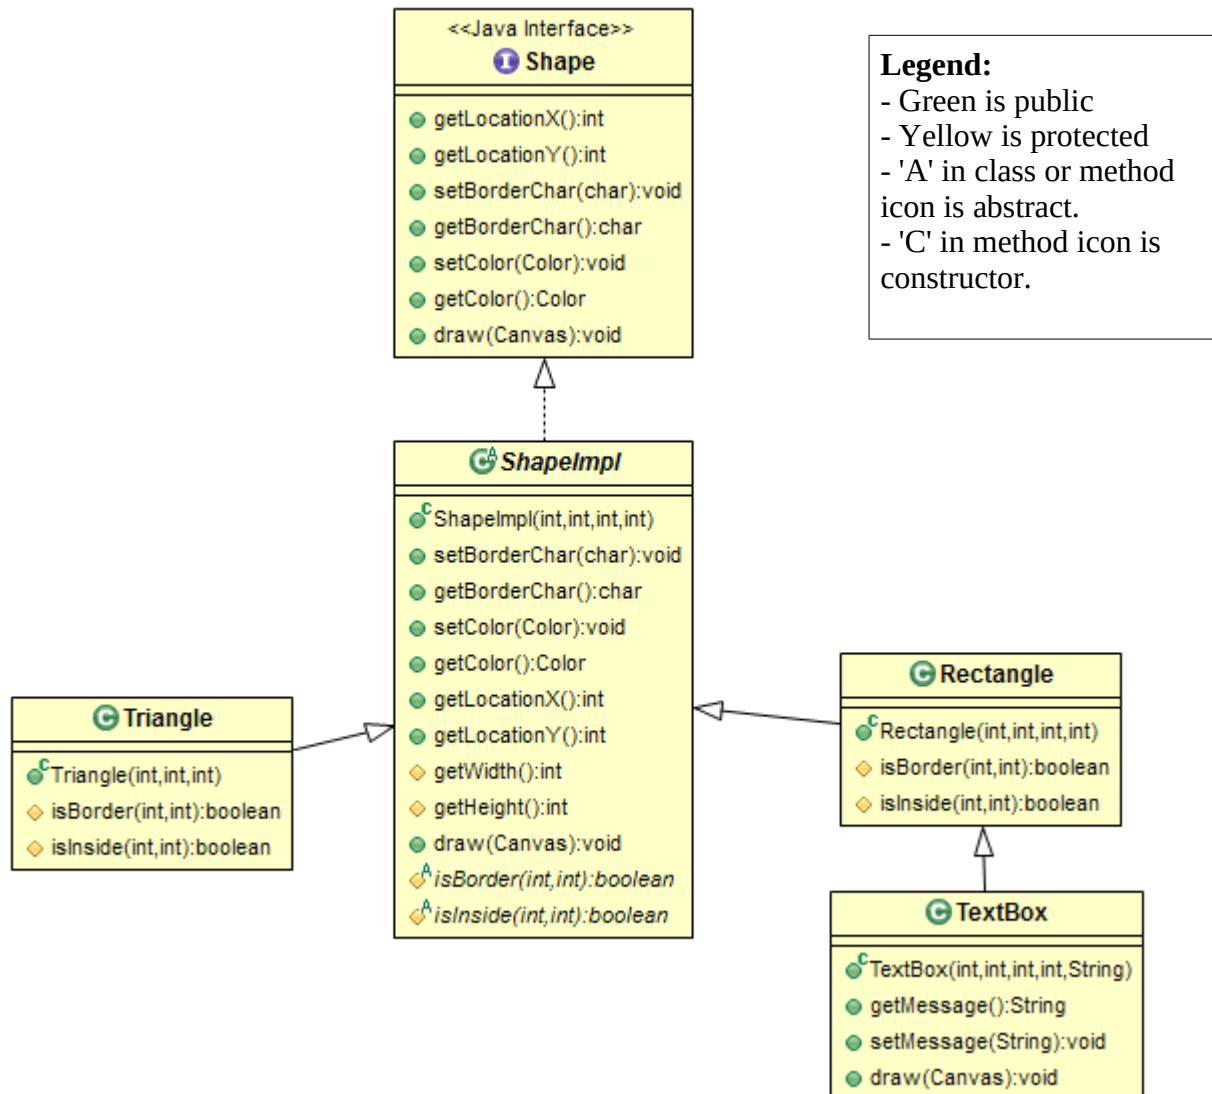 <<Java Interface>>
I Shape
getLocationX():int
getLocationY():int
setBorderChar(char):void
getBorderChar():char
setColor(Color):void
getColor():Color
draw(Canvas):void
Legend:
- Green is public
- Yellow is protected
- 'A' in class or method
icon is abstract.
- 'C' in method icon is
constructor.
C A ShapeImpl
C ShapeImpl(int,int,int,int)
setBorderChar(char):void
getBorderChar():char
setColor(Color):void
getColor():Color
getLocationX():int
getLocationY():int
getWidth():int
getHeight():int
draw(Canvas):void
A isBorder(int,int):boolean
A isInside(int,int):boolean
C Triangle
C Triangle(int,int,int)
isBorder(int,int):boolean
isInside(int,int):boolean
C Rectangle
C Rectangle(int,int,int,int)
isBorder(int,int):boolean
isInside(int,int):boolean
C TextBox
C TextBox(int,int,int,int,String)
getMessage():String
setMessage(String):void
draw(Canvas):void